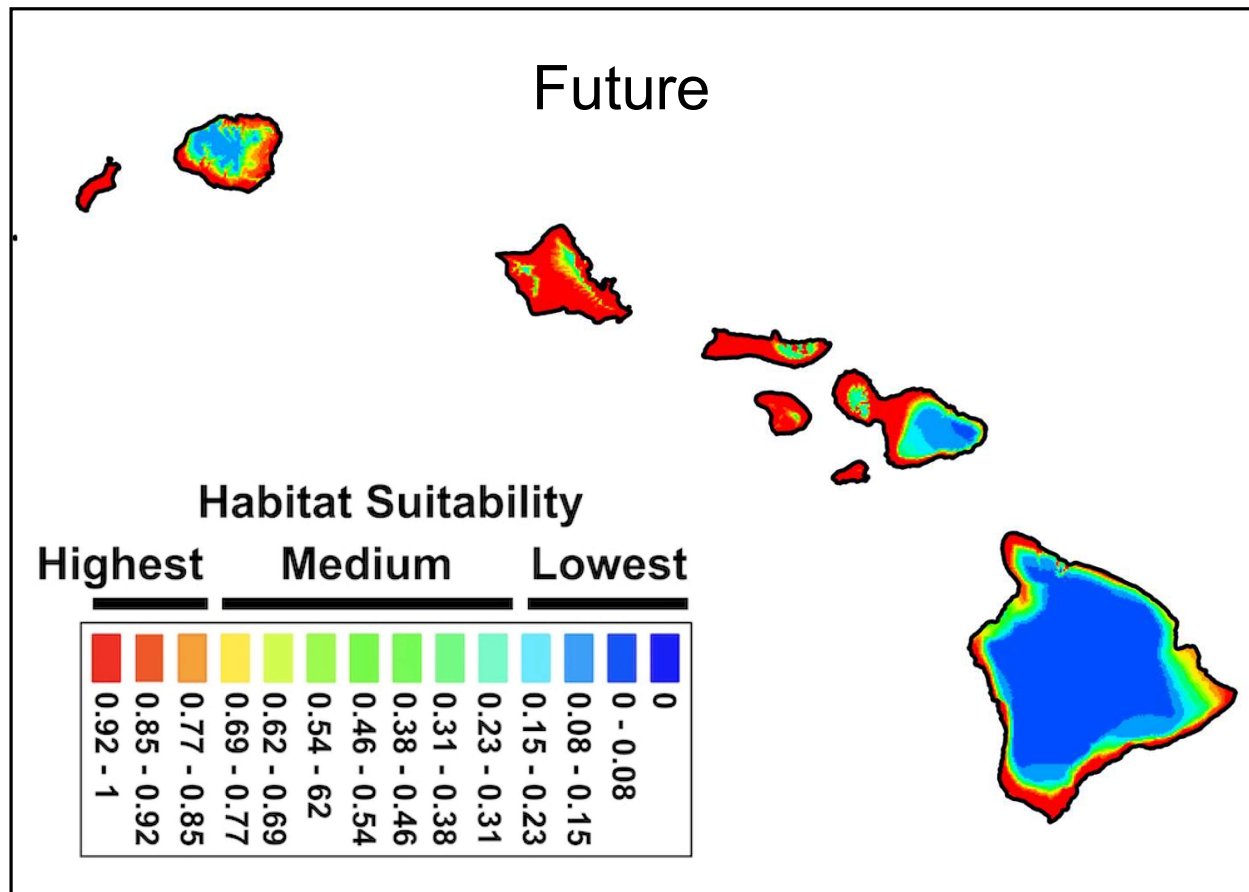 Future
Habitat Suitability
Highest Medium Lowest
0.92 - 1
0.85 - 0.92
0.77 - 0.85
0.69 - 0.77
0.62 - 0.69
0.54 - 62
0.46 - 0.54
0.38 - 0.46
0.31 - 0.38
0.23 - 0.31
0.15 - 0.23
0.08 - 0.15
0 - 0.08
0